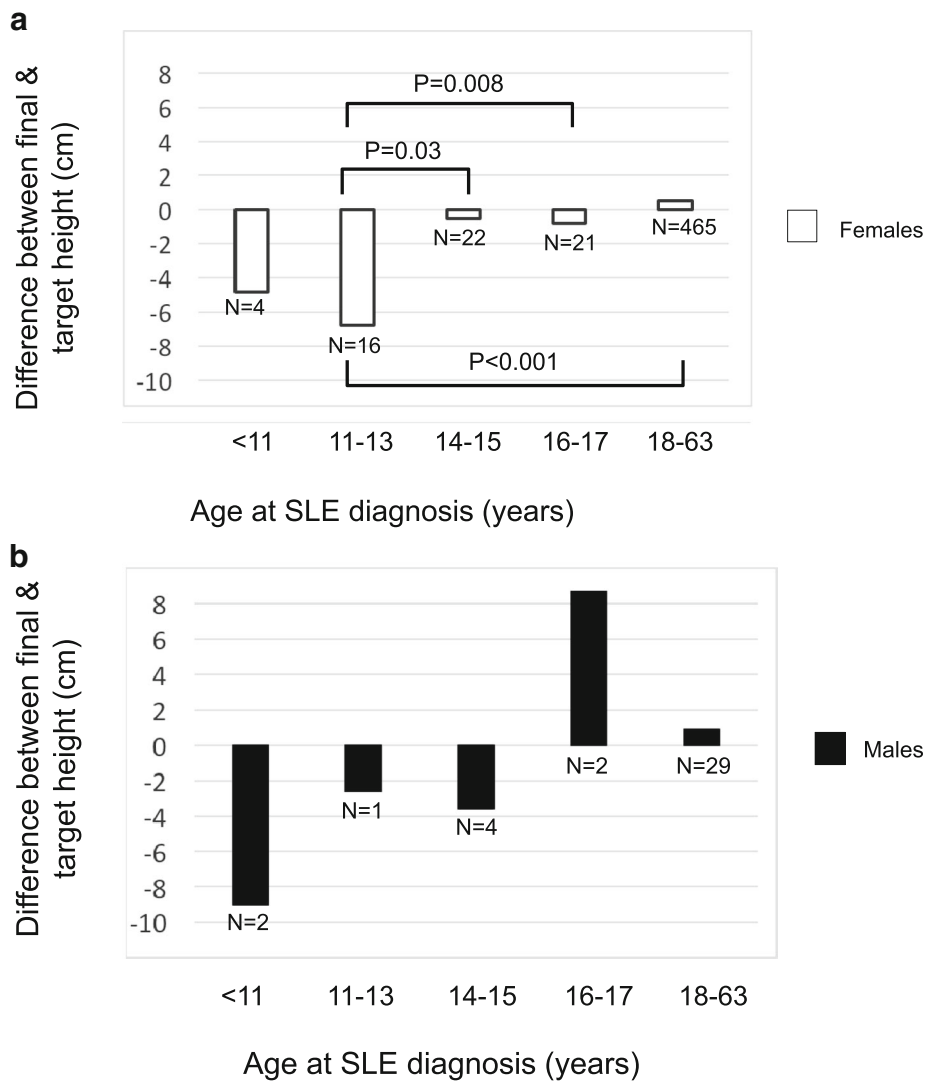 a
Difference between final &
target height (cm)
8
6
4
2
0
-2
-4
-6
-8
-10
P=0.008
P=0.03
N=4
N=16
N=22
N=21
N=465
P<0.001
Females
<11 11-13 14-15 16-17 18-63
Age at SLE diagnosis (years)
b
Difference between final &
target height (cm)
8
6
4
2
0
-2
-4
-6
-8
-10
N=2
N=1
N=4
N=2
N=29
Males
<11 11-13 14-15 16-17 18-63
Age at SLE diagnosis (years)